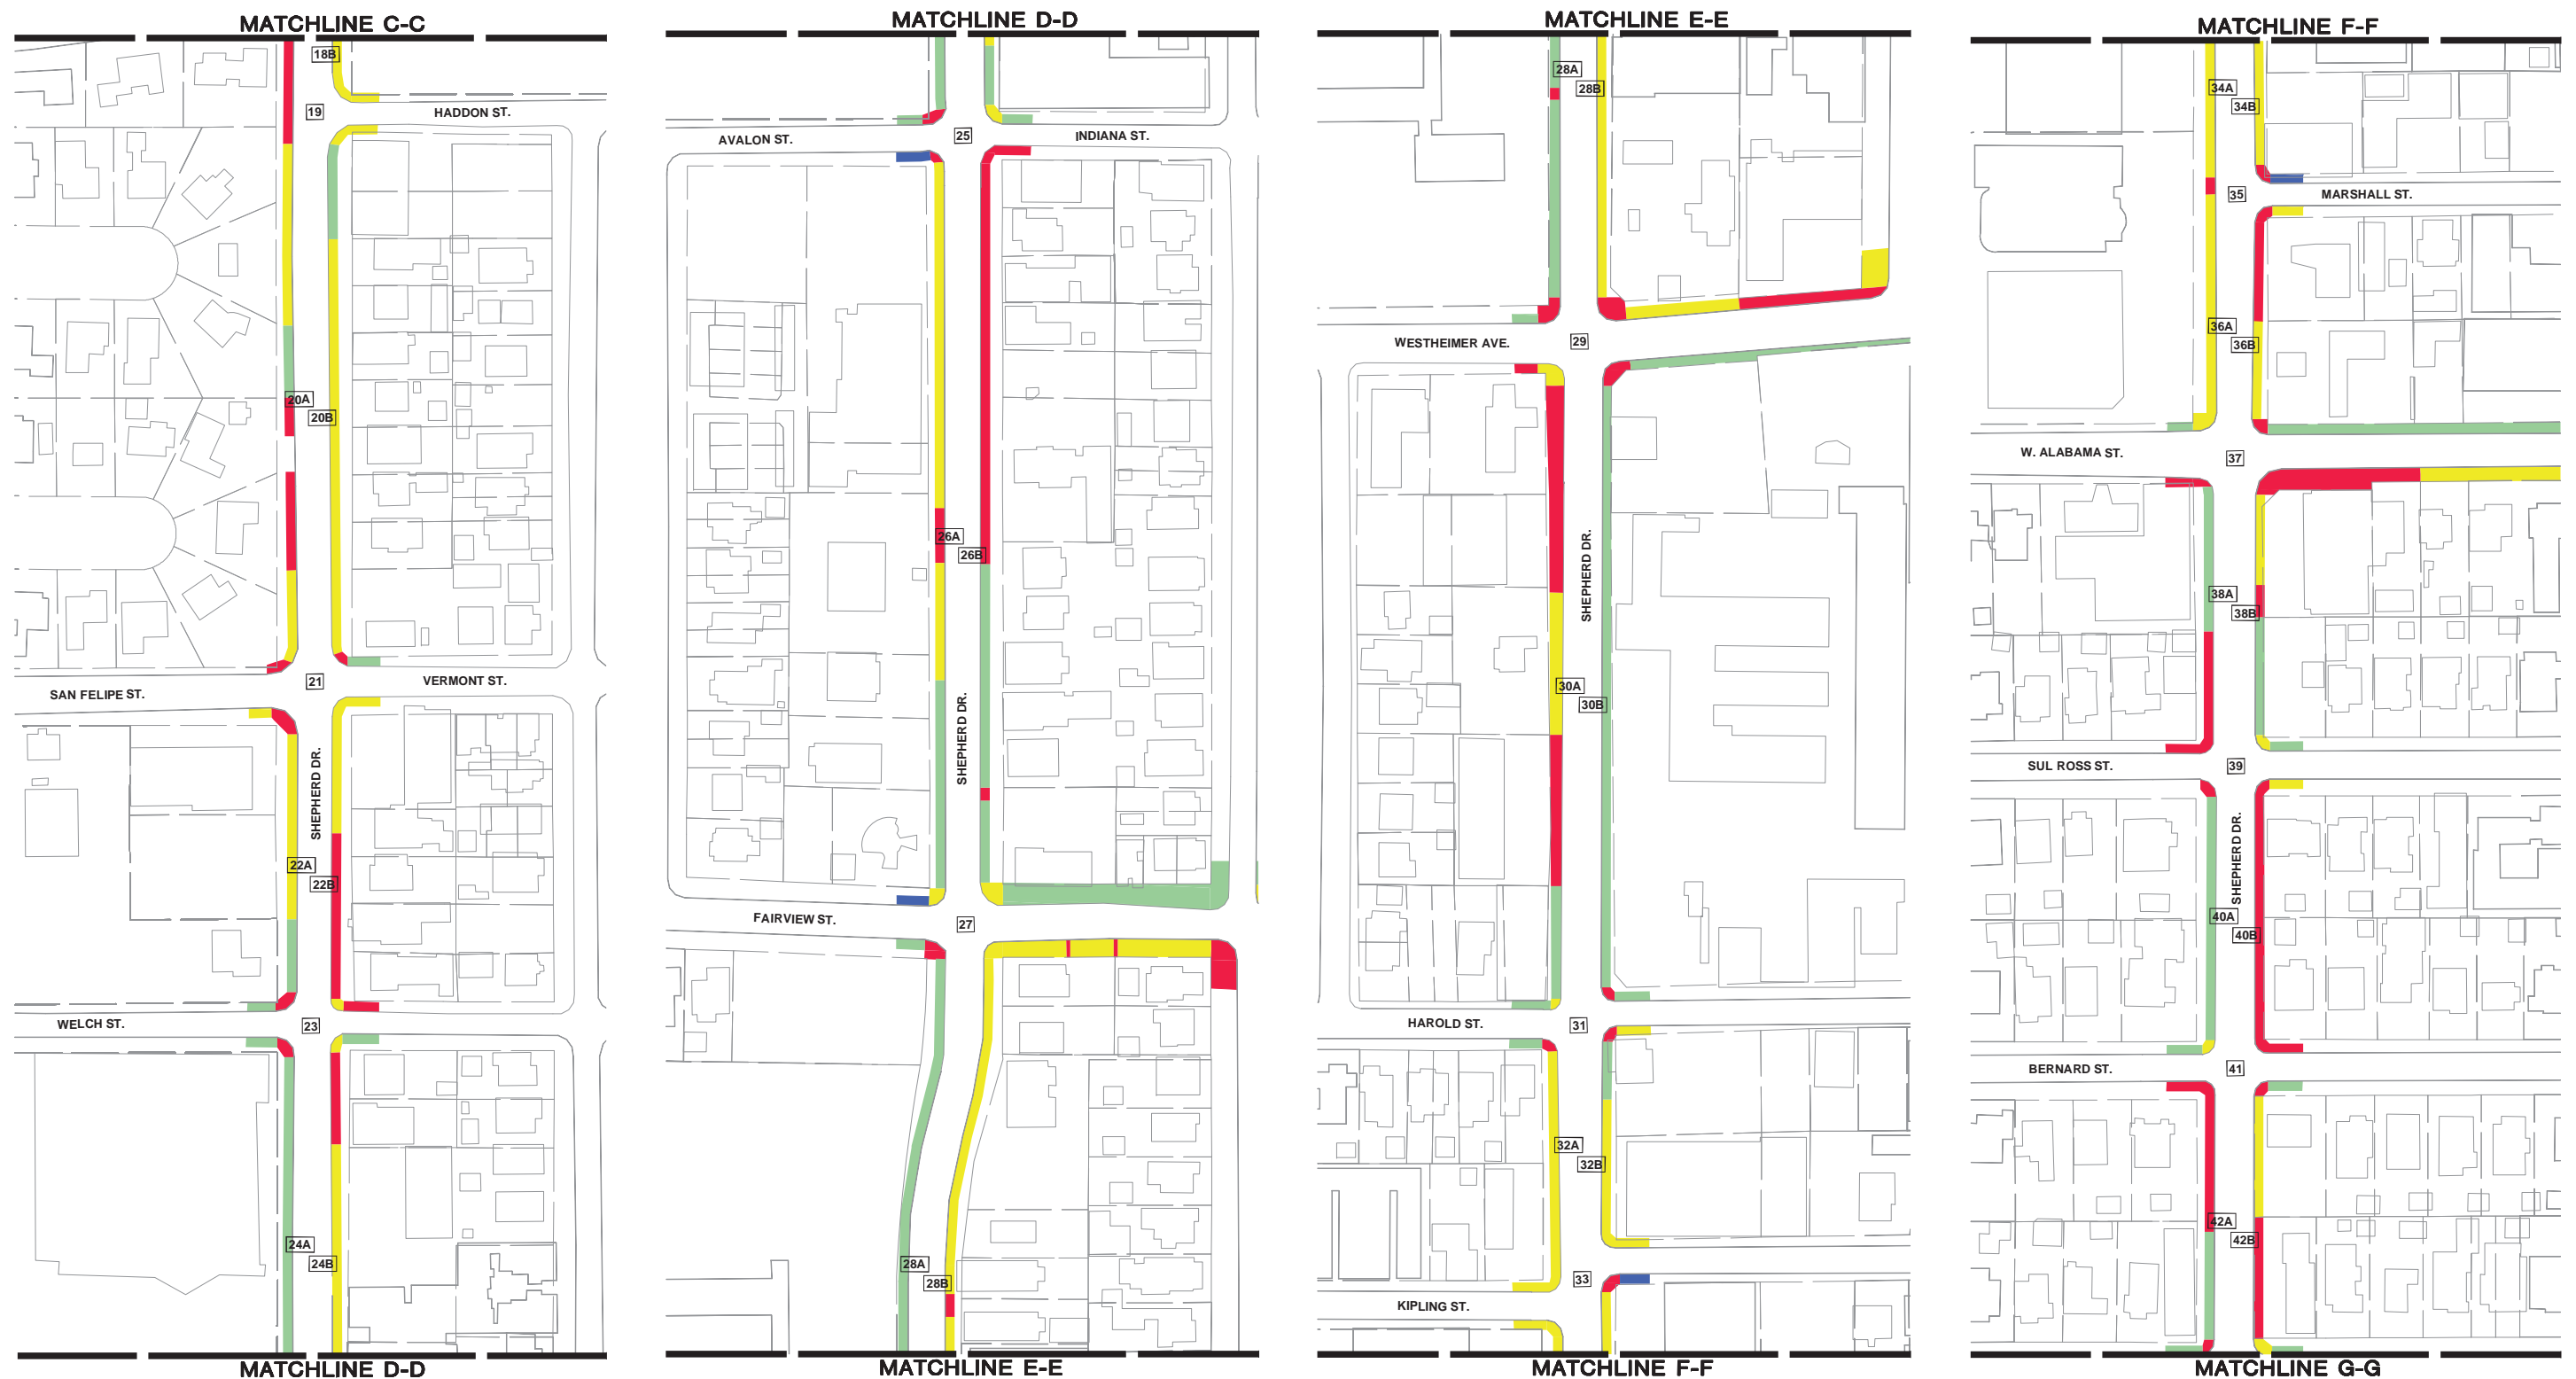 MATCHLINE C-C
18B
19
HADDON ST.
20A
20B
21
VERMONT ST.
SAN FELIPE ST.
SHEPHERD DR.
22A
22B
WELCH ST.
23
24A
24B
MATCHLINE D-D
MATCHLINE D-D
AVALON ST.
25
INDIANA ST.
26A
26B
SHEPHERD DR.
FAIRVIEW ST.
27
28A
28B
MATCHLINE E-E
MATCHLINE E-E
28A
28B
WESTHEIMER AVE.
29
SHEPHERD DR.
30A
30B
HAROLD ST.
31
32A
32B
33
KIPLING ST.
MATCHLINE F-F
MATCHLINE F-F
34A
34B
35
MARSHALL ST.
36A
36B
W. ALABAMA ST.
37
38A
38B
SUL ROSS ST.
39
SHEPHERD DR.
40A
40B
BERNARD ST.
41
42A
42B
MATCHLINE G-G